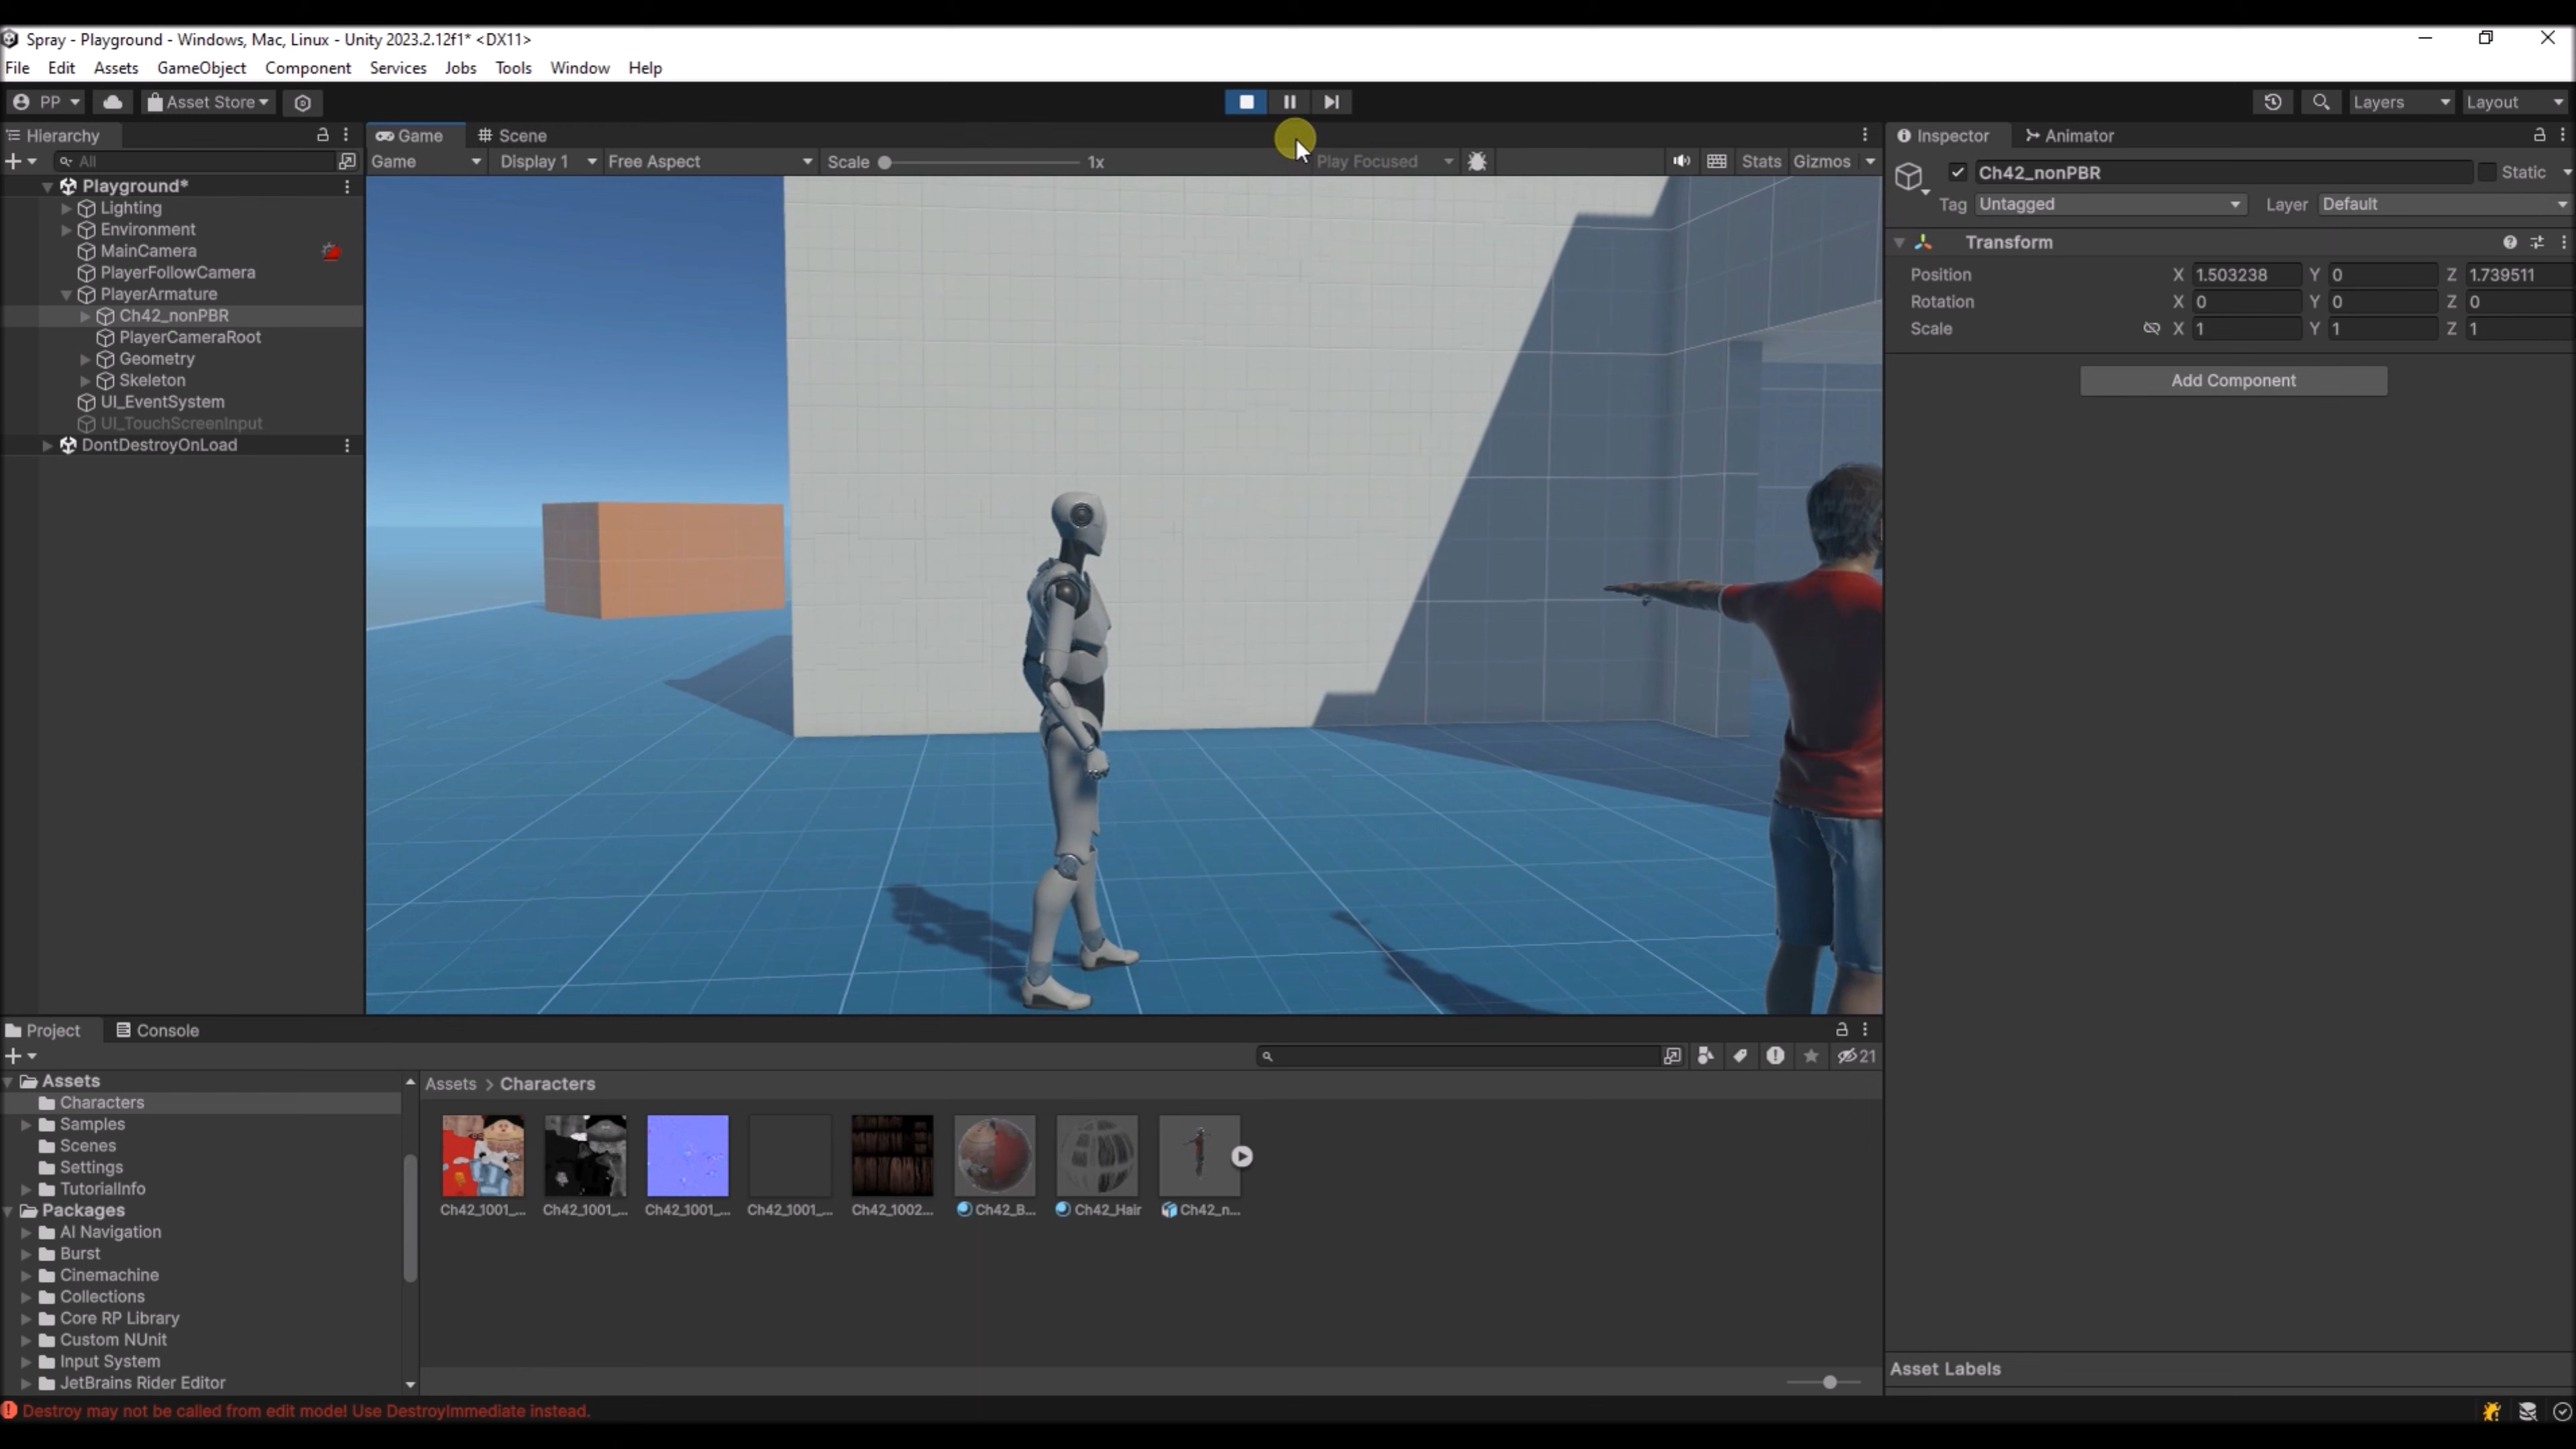 Spray - Playground - Windows, Mac, Linux - Unity 2023.2.12f1* <DX11>
File Edit Assets GameObject Component Services Jobs Tools Window Help
PP Asset Store Layers Layout
Hierarchy Game Scene Inspector Animator
All Game Display 1 Free Aspect Scale 1x Play Focused Stats Gizmos
Ch42_nonPBR Static
Tag Untagged Layer Default
Playground*
Lighting
Environment
MainCamera
PlayerFollowCamera
PlayerArmature
Ch42_nonPBR
PlayerCameraRoot
Geometry
Skeleton
UI_EventSystem
UI_TouchScreenInput
DontDestroyOnLoad
Transform
Position X 1.503238 Y 0 Z 1.739511
Rotation X 0 Y 0 Z 0
Scale X 1 Y 1 Z 1
Add Component
Project Console
21
Assets
Characters
Samples
Scenes
Settings
TutorialInfo
Packages
AI Navigation
Burst
Cinemachine
Collections
Core RP Library
Custom NUnit
Input System
JetBrains Rider Editor
Assets > Characters
Ch42_1001_... Ch42_1001_... Ch42_1001_... Ch42_1001_... Ch42_1002... Ch42_B... Ch42_Hair Ch42_n...
Asset Labels
Destroy may not be called from edit mode! Use DestroyImmediate instead.